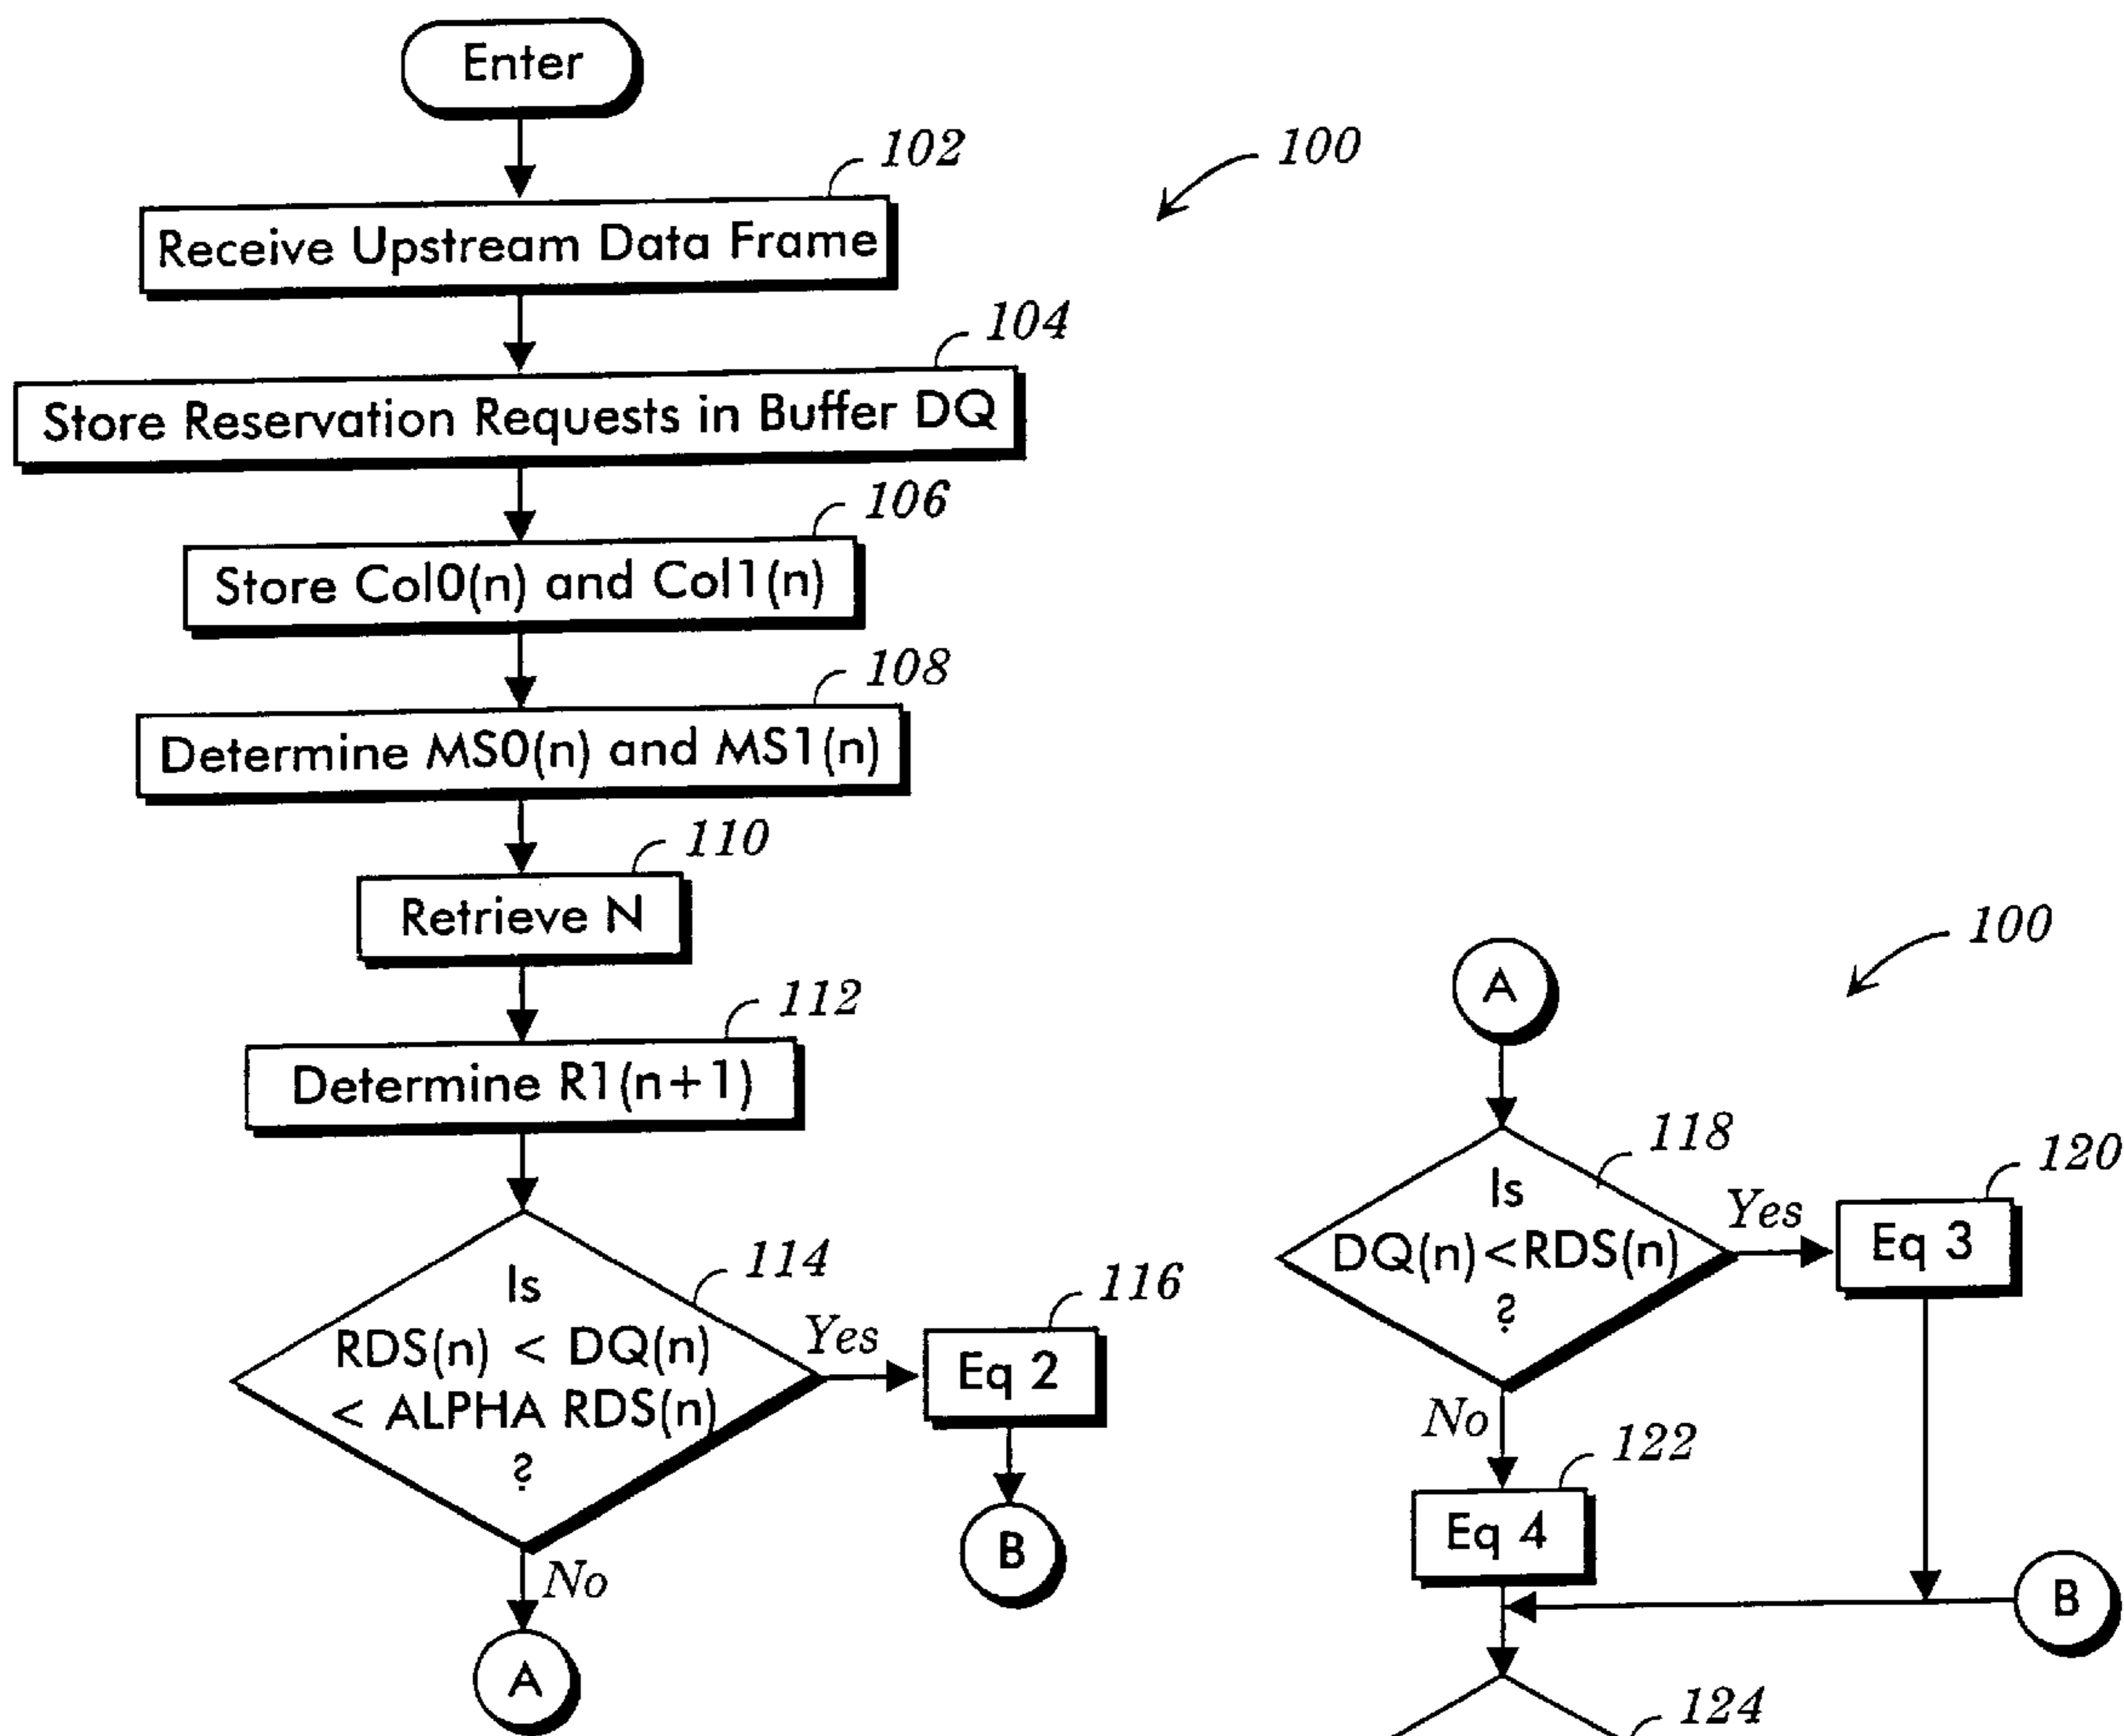 Enter
102
100
Receive Upstream Data Frame
104
Store Reservation Requests in Buffer DQ
106
Store Col0(n) and Col1(n)
108
Determine MS0(n) and MS1(n)
110
Retrieve N
112
Determine R1(n+1)
114
Is
RDS(n) < DQ(n)
< ALPHA RDS(n)
?
Yes
116
Eq 2
B
No
A
100
A
118
Is
DQ(n)<RDS(n)
?
Yes
120
Eq 3
No
122
Eq 4
B
124